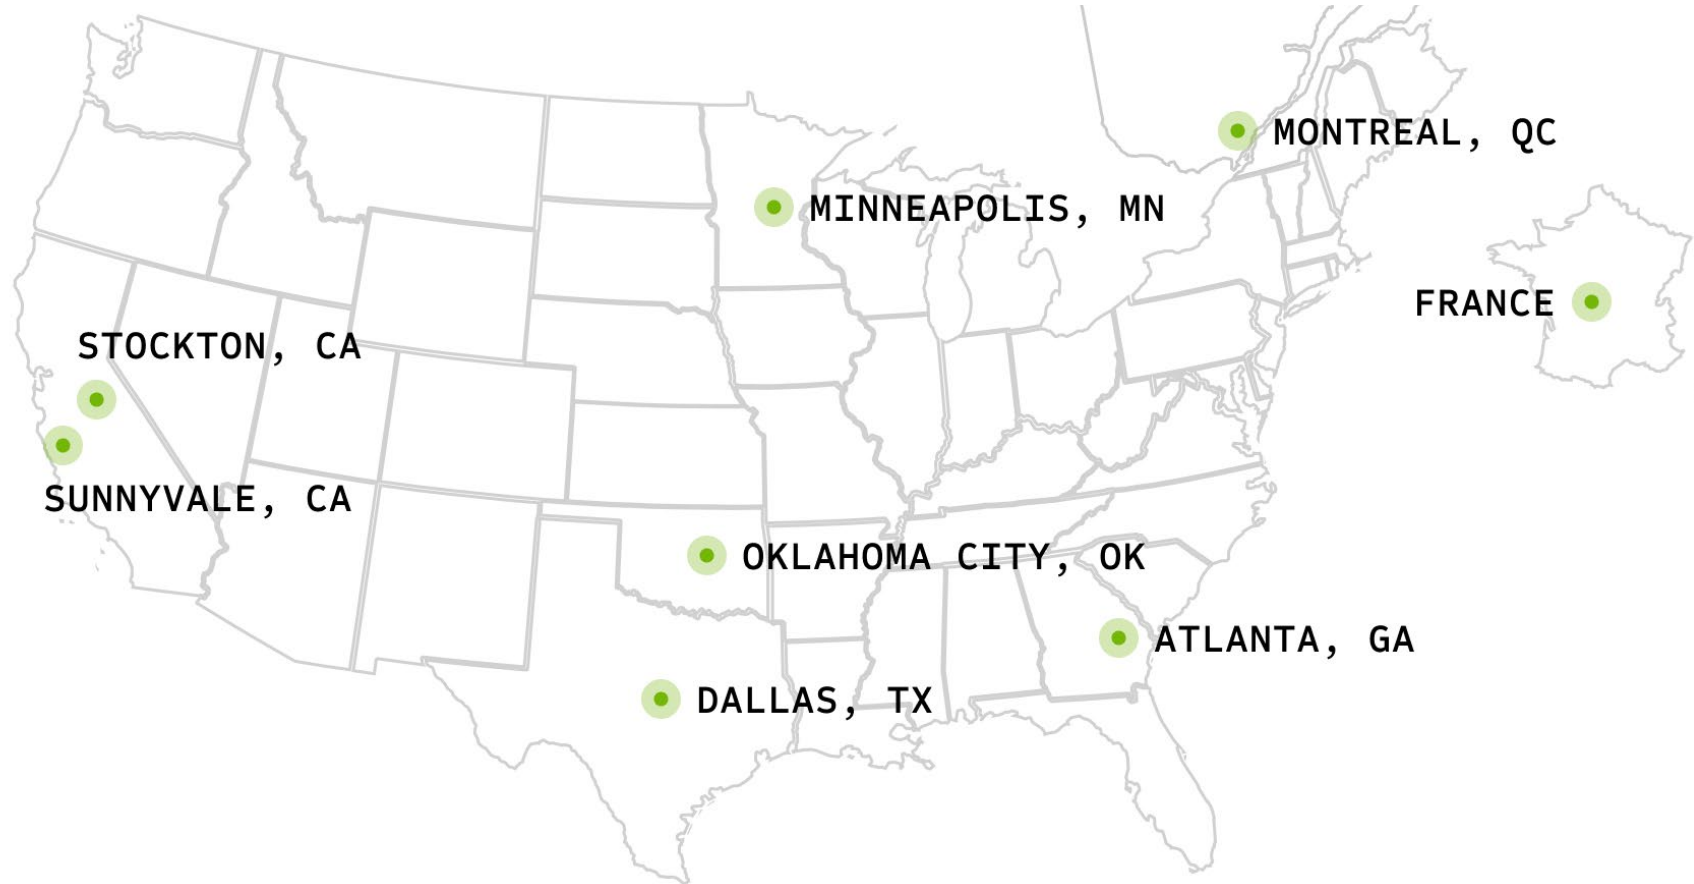 MONTREAL, QC
MINNEAPOLIS, MN
FRANCE
STOCKTON, CA
SUNNYVALE, CA
OKLAHOMA CITY, OK
ATLANTA, GA
DALLAS, TX